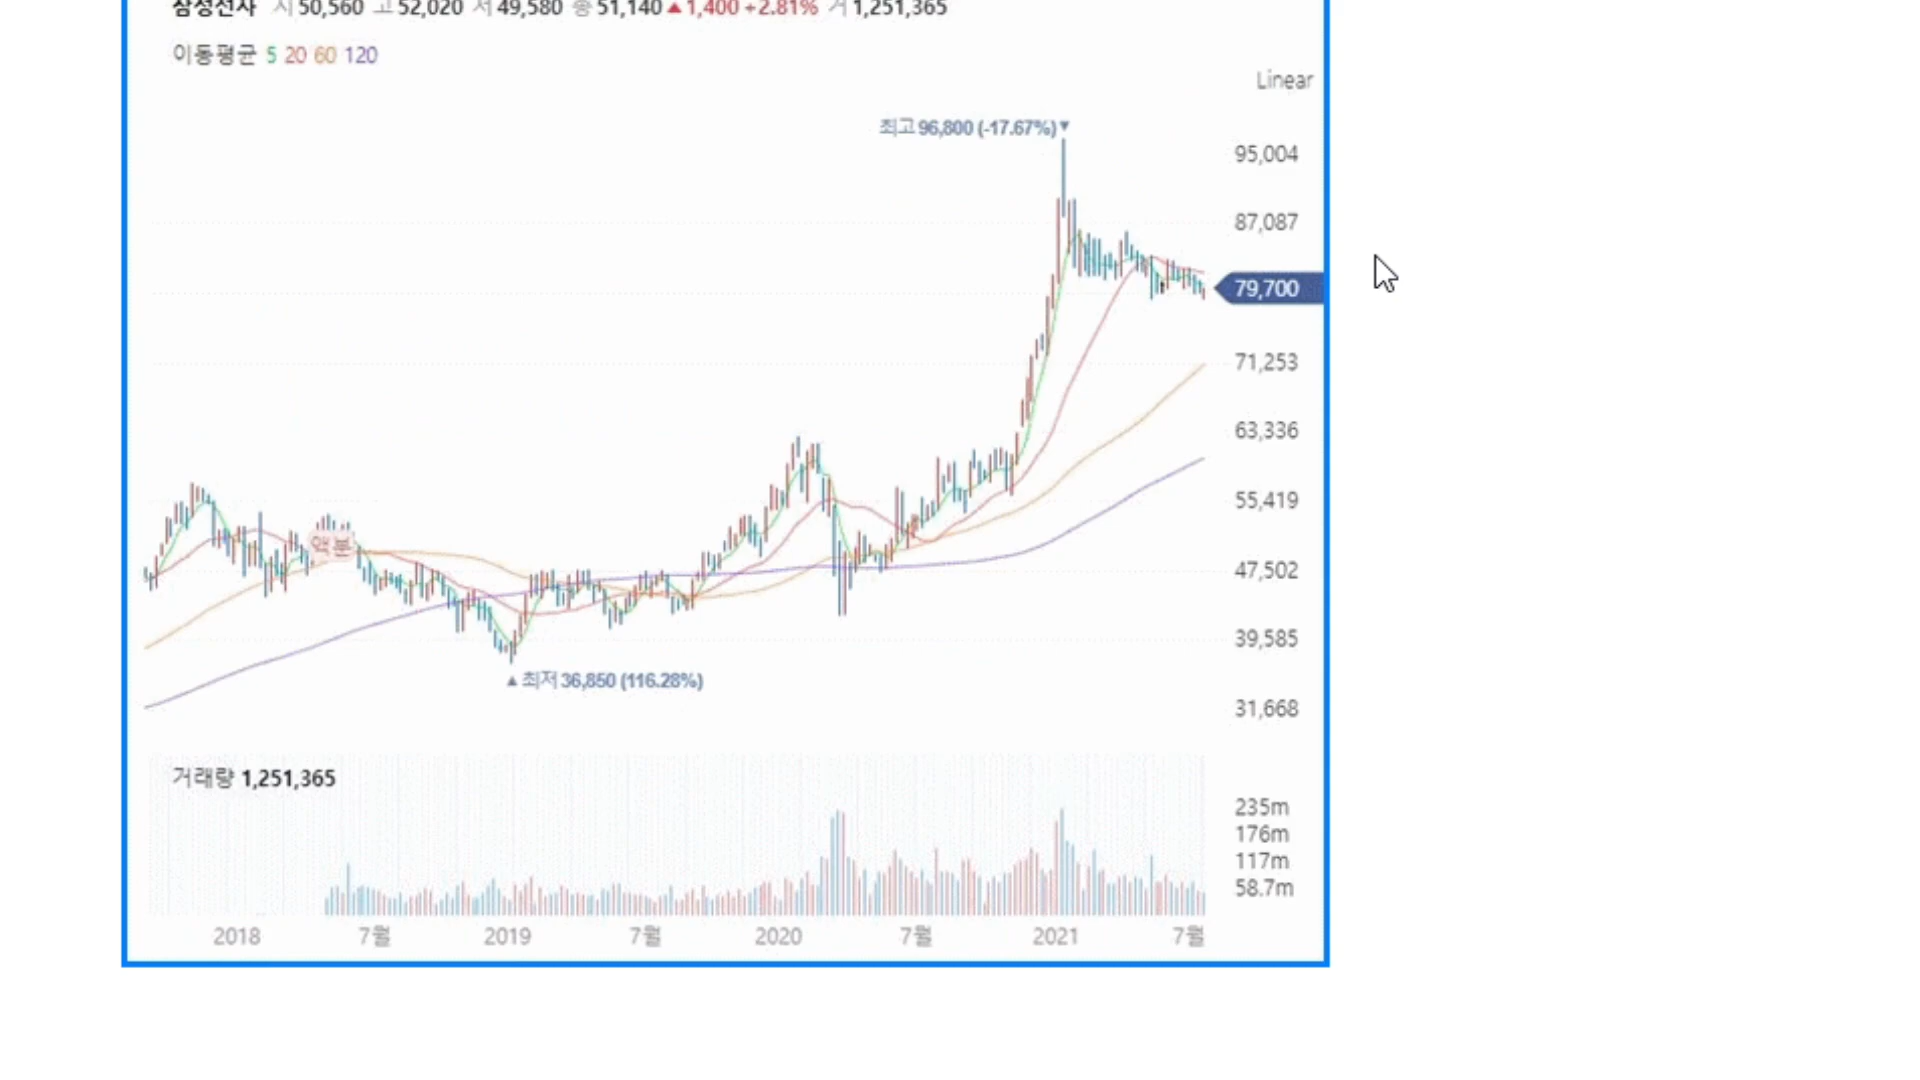 삼성전자 시 50,560 고 52,020 저 49,580 종 51,140 ▲ 1,400 +2.81% 거 1,251,365
이동평균 5 20 60 120
Linear
최고 96,800 (-17.67%) ▼
95,004
87,087
79,700
71,253
63,336
55,419
액분
47,502
39,585
▲ 최저 36,850 (116.28%)
31,668
거래량 1,251,365
235m
176m
117m
58.7m
2018 7월 2019 7월 2020 7월 2021 7월